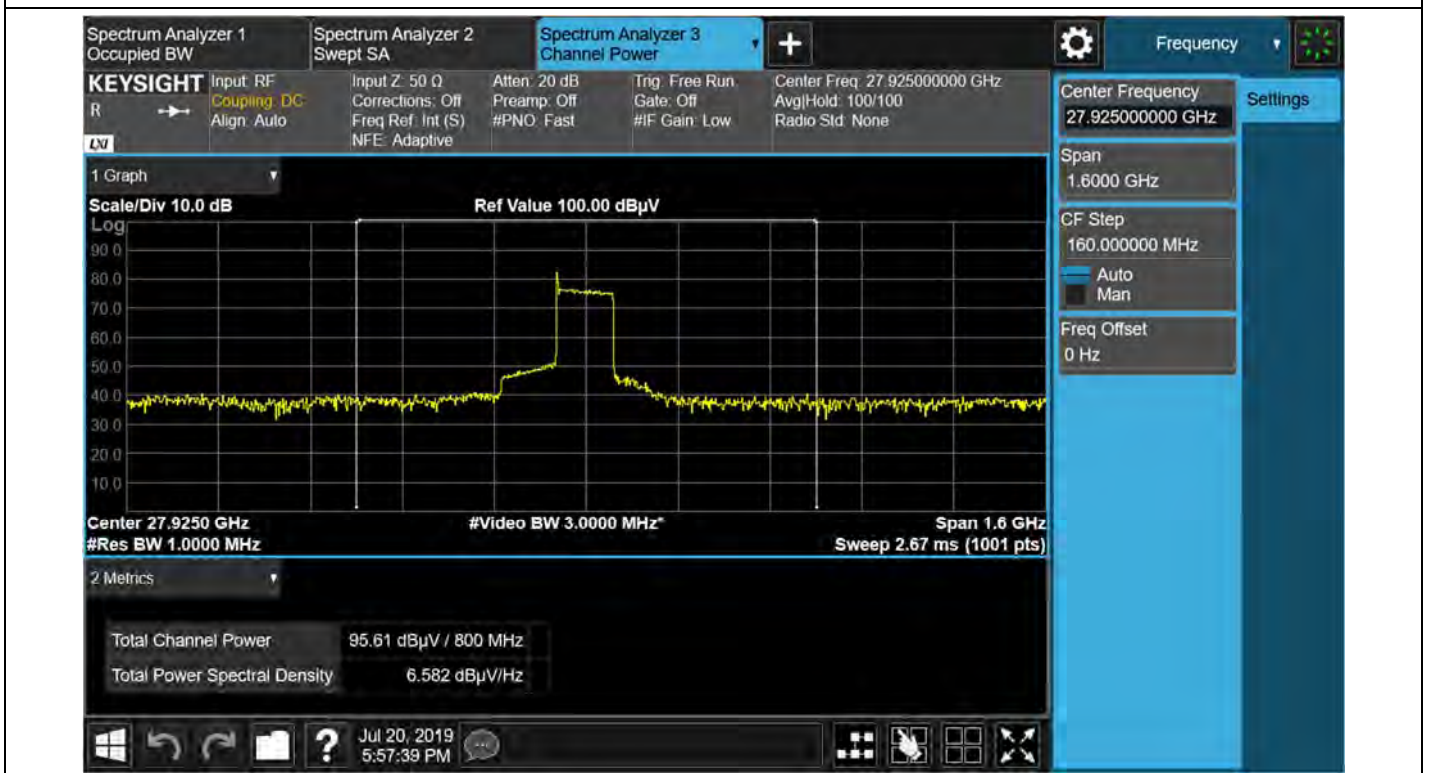 Spectrum Analyzer 1
Occupied BW
Spectrum Analyzer 2
Swept SA
Spectrum Analyzer 3
Channel Power
Frequency
KEYSIGHT
R
LXI
Input: RF
Coupling: DC
Align: Auto
Input Z: 50 Ω
Corrections: Off
Freq Ref: Int (S)
NFE: Adaptive
Atten: 20 dB
Preamp: Off
#PNO: Fast
Trig: Free Run
Gate: Off
#IF Gain: Low
Center Freq: 27.925000000 GHz
Avg|Hold: 100/100
Radio Std: None
Center Frequency
27.925000000 GHz
Settings
Span
1.6000 GHz
CF Step
160.000000 MHz
Auto
Man
Freq Offset
0 Hz
1 Graph
Scale/Div 10.0 dB
Ref Value 100.00 dBµV
Log
90.0
80.0
70.0
60.0
50.0
40.0
30.0
20.0
10.0
Center 27.9250 GHz
#Video BW 3.0000 MHz*
Span 1.6 GHz
#Res BW 1.0000 MHz
Sweep 2.67 ms (1001 pts)
2 Metrics
Total Channel Power
95.61 dBµV / 800 MHz
Total Power Spectral Density
6.582 dBµV/Hz
?
Jul 20, 2019
5:57:39 PM